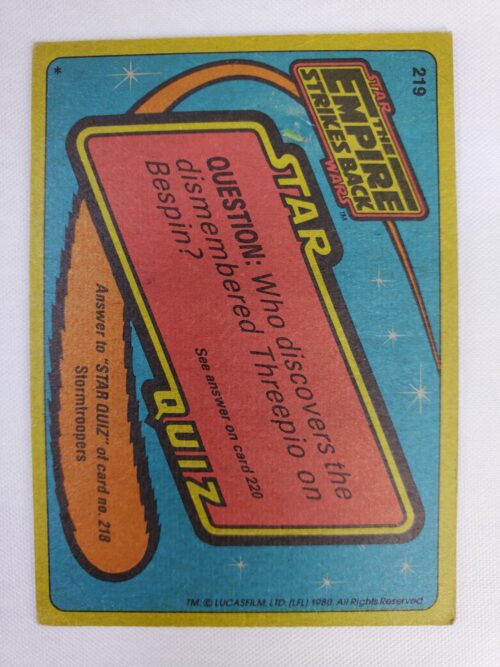 219
STAR
THE
EMPIRE
STRIKES BACK
WARS™
STAR
QUESTION: Who discovers the
dismembered Threepio on
Bespin?
See answer on card 220
QUIZ
Answer to "STAR QUIZ" of card no. 218
Stormtroopers
*
TM: © LUCASFILM, LTD. (LFL) 1980. All Rights Reserved